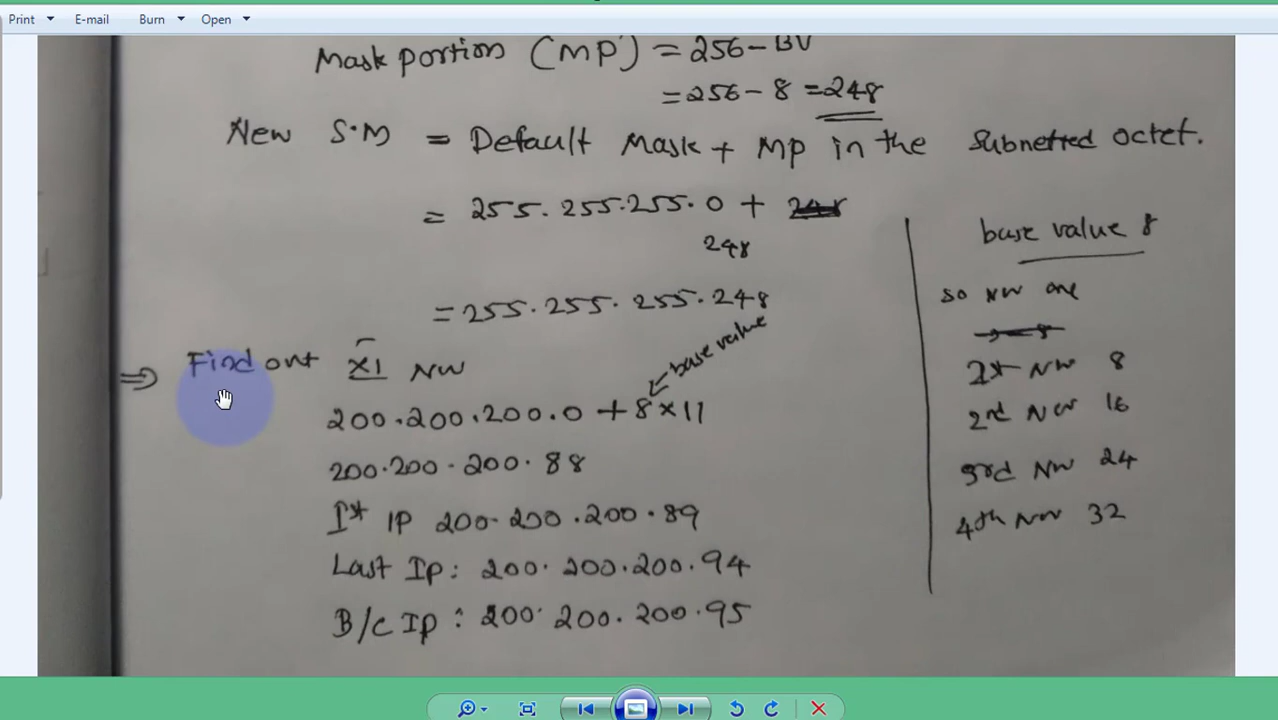 Print E-mail Burn Open
Mask portion (MP) = 256 - BV
= 256 - 8 = 248
New S.M = Default Mask + MP in the Subnetted Octet.
= 255.255.255.0 +
248
= 255.255.255.248
⇒ Find out XI NW
base value
200.200.200.0 + 8×11
200.200.200.88
Ist IP 200.200.200.89
Last Ip: 200.200.200.94
B/C Ip: 200.200.200.95
base value 8
so NW one
1st NW 8
2nd NW 16
3rd NW 24
4th NW 32